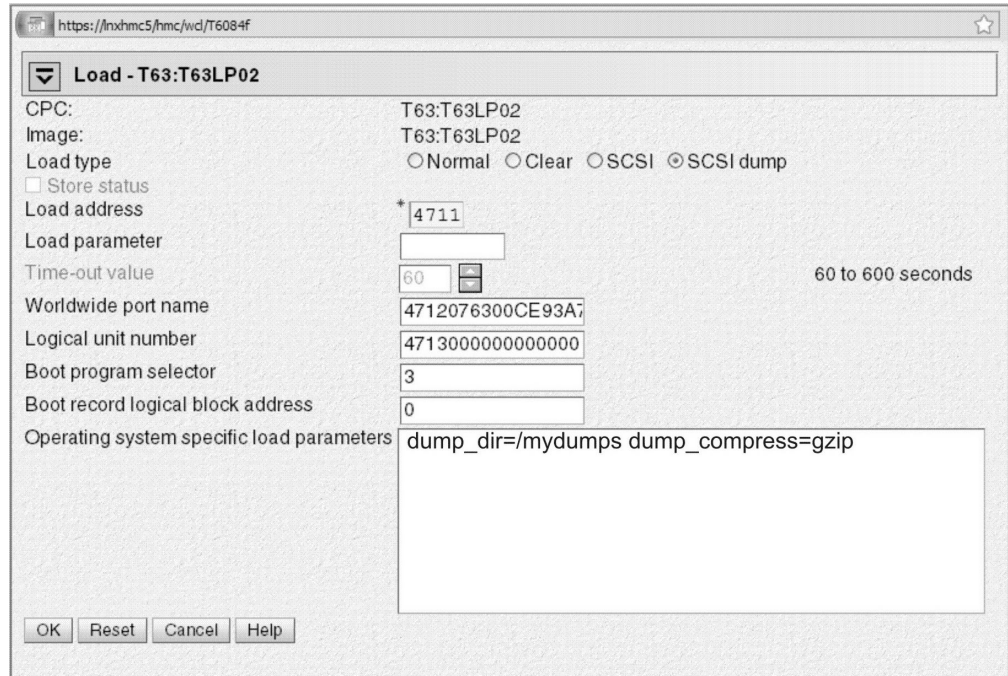 https://lnxhmc5/hmc/wcl/T6084f
Load - T63:T63LP02
CPC: T63:T63LP02
Image: T63:T63LP02
Load type Normal Clear SCSI SCSI dump
Store status
Load address * 4711
Load parameter
Time-out value 60 60 to 600 seconds
Worldwide port name 4712076300CE93A7
Logical unit number 4713000000000000
Boot program selector 3
Boot record logical block address 0
Operating system specific load parameters dump_dir=/mydumps dump_compress=gzip
OK Reset Cancel Help